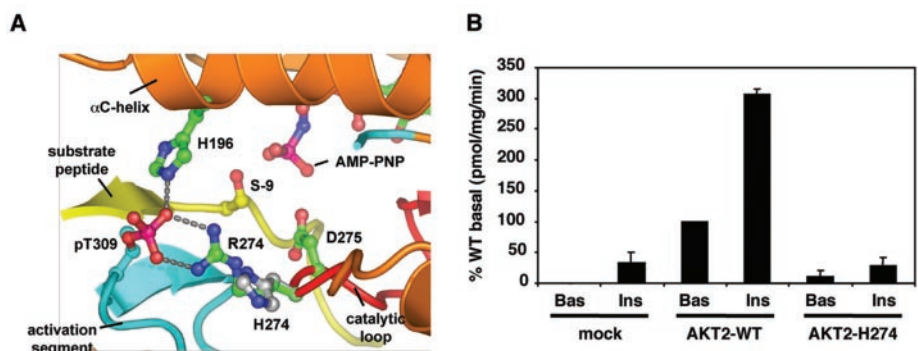 A
αC-helix
H196
substrate
peptide
AMP-PNP
S-9
pT309
R274
D275
H274
activation
segment
catalytic
loop
B
% WT basal (pmol/mg/min)
350
300
250
200
150
100
50
0
Bas Ins Bas Ins Bas Ins
mock AKT2-WT AKT2-H274